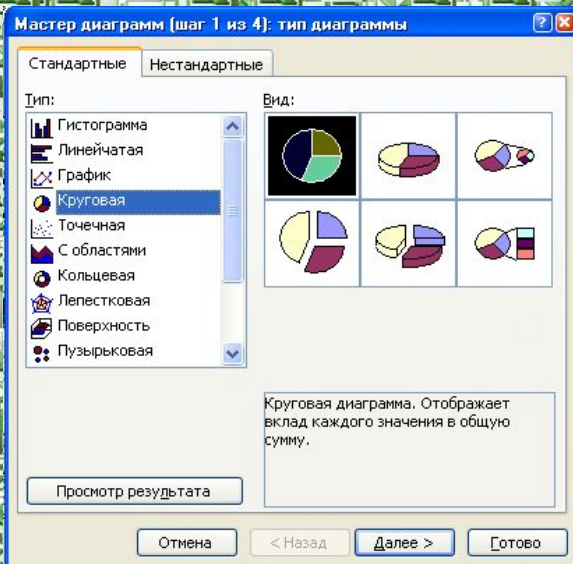 Мастер диаграмм (шаг 1 из 4): тип диаграммы
Стандартные
Нестандартные
Тип:
Вид:
Гистограмма
Линейчатая
График
Круговая
Точечная
С областями
Кольцевая
Лепестковая
Поверхность
Пузырьковая
Круговая диаграмма. Отображает
вклад каждого значения в общую
сумму.
Просмотр результата
Отмена
< Назад
Далее >
Готово